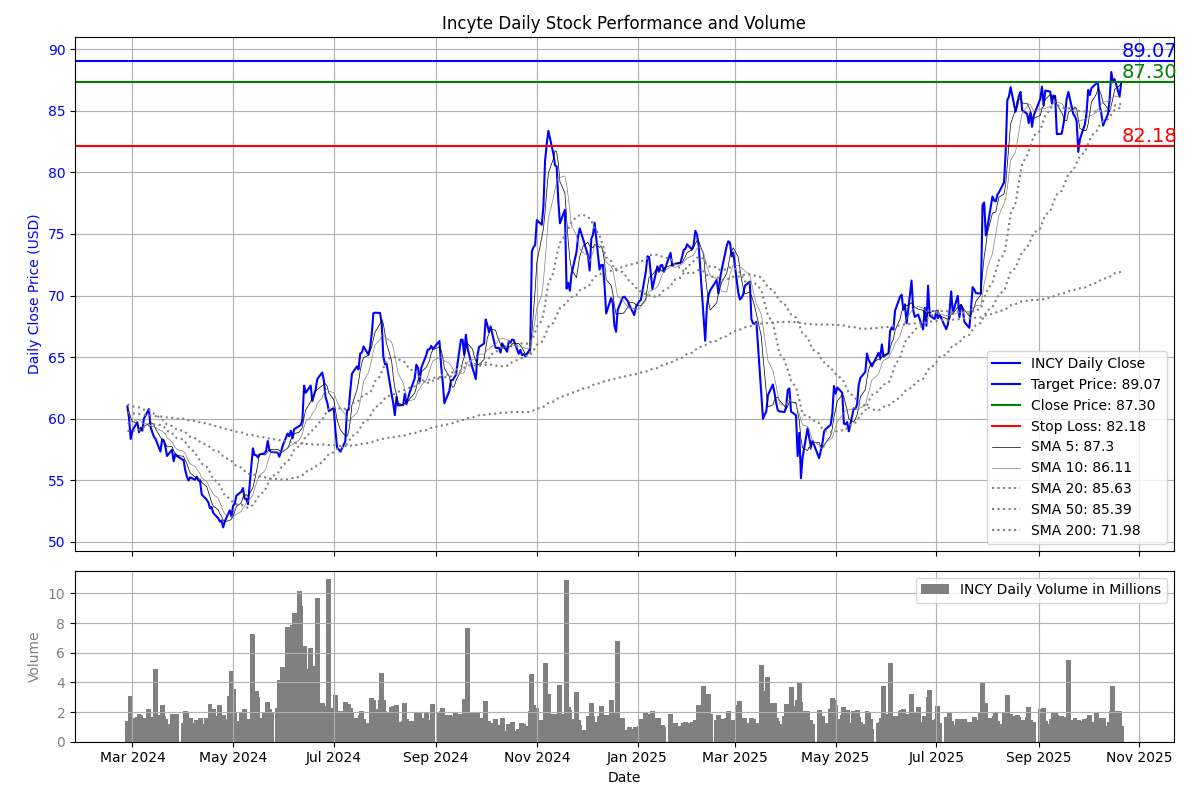 Incyte Daily Stock Performance and Volume
90
85
80
75
70
65
60
55
50
Daily Close Price (USD)
89.07
87.30
82.18
INCY Daily Close
Target Price: 89.07
Close Price: 87.30
Stop Loss: 82.18
SMA 5: 87.3
SMA 10: 86.11
SMA 20: 85.63
SMA 50: 85.39
SMA 200: 71.98
10
8
6
4
2
0
Volume
INCY Daily Volume in Millions
Mar 2024 May 2024 Jul 2024 Sep 2024 Nov 2024 Jan 2025 Mar 2025 May 2025 Jul 2025 Sep 2025 Nov 2025
Date